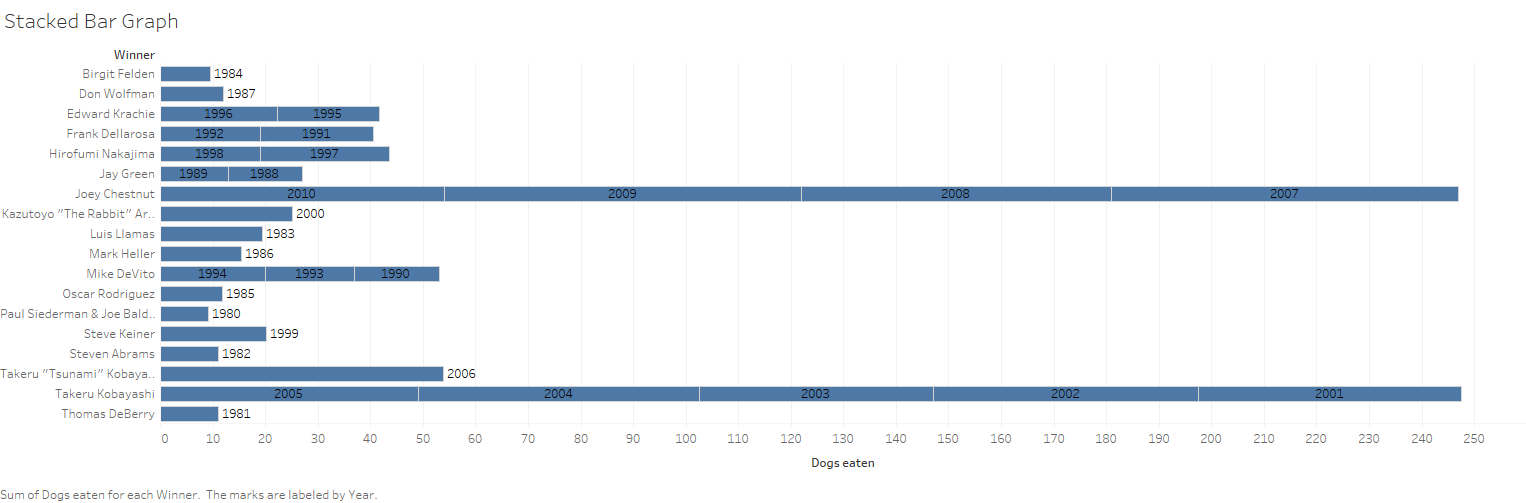 Stacked Bar Graph
Winner
Birgit Felden 1984
Don Wolfman 1987
Edward Krachie 1996 1995
Frank Dellarosa 1992 1991
Hirofumi Nakajima 1998 1997
Jay Green 1989 1988
Joey Chestnut 2010 2009 2008 2007
Kazutoyo "The Rabbit" Ar.. 2000
Luis Llamas 1983
Mark Heller 1986
Mike DeVito 1994 1993 1990
Oscar Rodriguez 1985
Paul Siederman & Joe Bald.. 1980
Steve Keiner 1999
Steven Abrams 1982
Takeru "Tsunami" Kobaya.. 2006
Takeru Kobayashi 2005 2004 2003 2002 2001
Thomas DeBerry 1981
0 10 20 30 40 50 60 70 80 90 100 110 120 130 140 150 160 170 180 190 200 210 220 230 240 250
Dogs eaten
Sum of Dogs eaten for each Winner. The marks are labeled by Year.